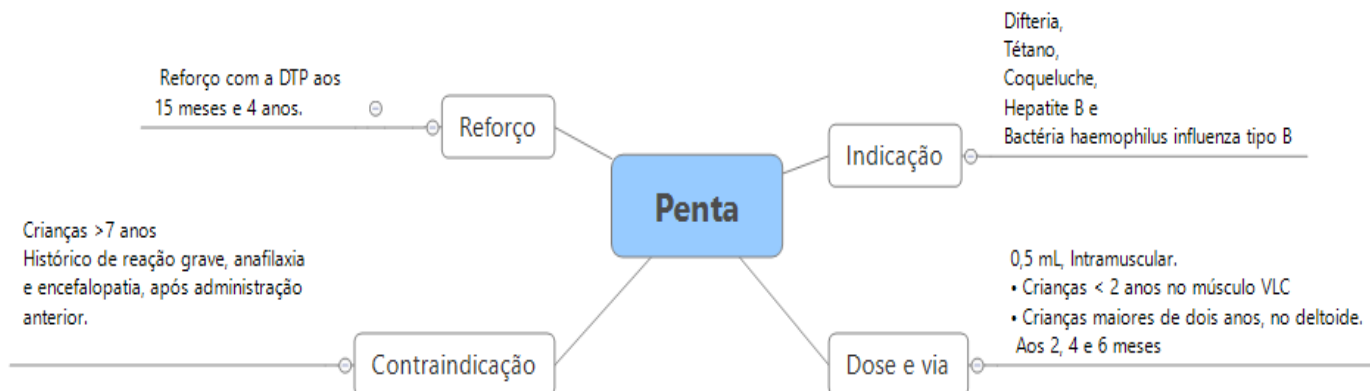 Penta
Reforço
Reforço com a DTP aos
15 meses e 4 anos.
Indicação
Difteria,
Tétano,
Coqueluche,
Hepatite B e
Bactéria haemophilus influenza tipo B
Contraindicação
Crianças >7 anos
Histórico de reação grave, anafilaxia
e encefalopatia, após administração
anterior.
Dose e via
0,5 mL, Intramuscular.
• Crianças < 2 anos no músculo VLC
• Crianças maiores de dois anos, no deltoide.
Aos 2, 4 e 6 meses